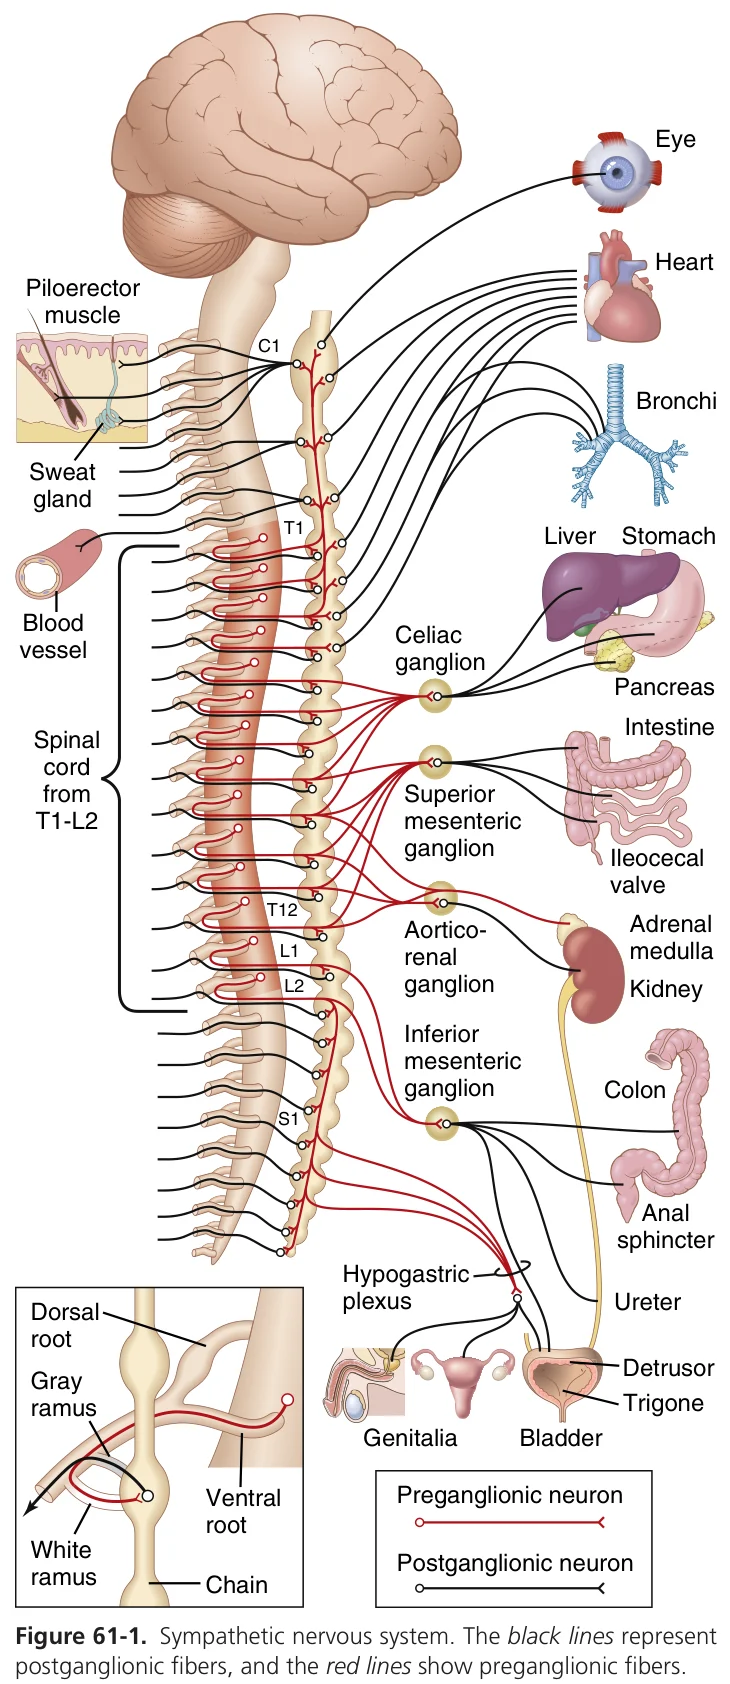 Eye
Heart
Piloerector
muscle
C1
Bronchi
Sweat
gland
T1
Liver
Stomach
Blood
vessel
Celiac
ganglion
Pancreas
Intestine
Spinal
cord
from
T1-L2
Superior
mesenteric
ganglion
Ileocecal
valve
T12
Aortico-
renal
ganglion
Adrenal
medulla
L1
L2
Kidney
Inferior
mesenteric
ganglion
Colon
S1
Anal
sphincter
Hypogastric
plexus
Ureter
Dorsal
root
Gray
ramus
Detrusor
Trigone
Genitalia
Bladder
Ventral
root
White
ramus
Chain
Preganglionic neuron
Postganglionic neuron
Figure 61-1. Sympathetic nervous system. The black lines represent
postganglionic fibers, and the red lines show preganglionic fibers.